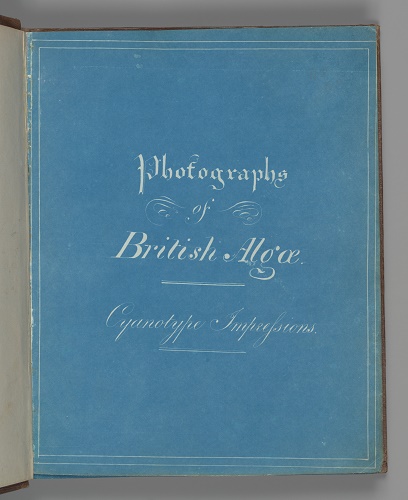 Photographs
of
British Algæ.
Cyanotype Impreſsions.